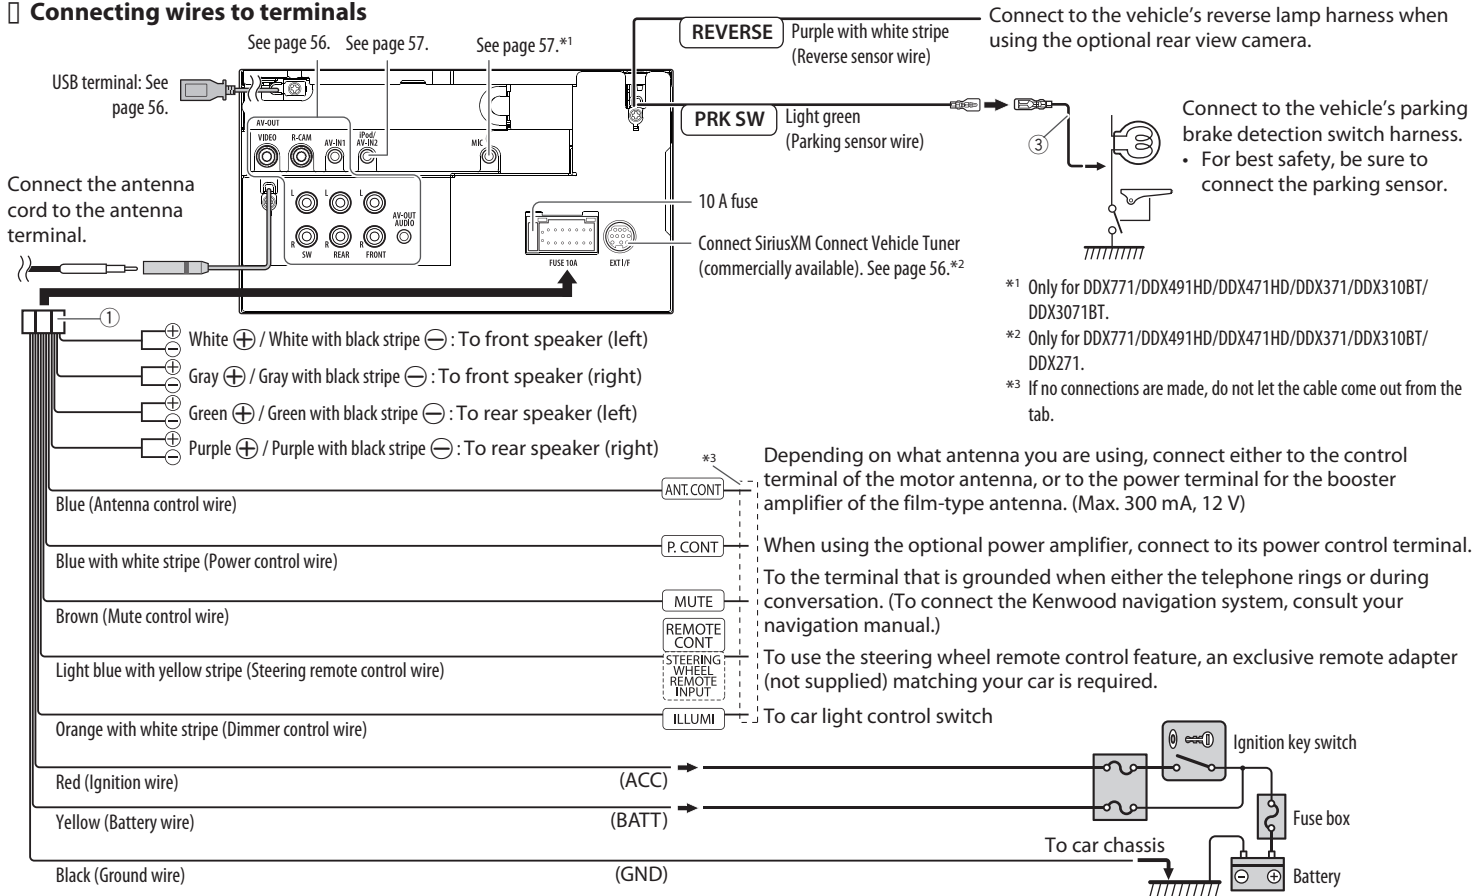 Connecting wires to terminals
See page 56.
See page 57.
See page 57.*1
USB terminal: See
page 56.
REVERSE
Purple with white stripe
(Reverse sensor wire)
Connect to the vehicle's reverse lamp harness when
using the optional rear view camera.
PRK SW
Light green
(Parking sensor wire)
③
Connect to the vehicle's parking
brake detection switch harness.
• For best safety, be sure to
connect the parking sensor.
AV-OUT
VIDEO
R-CAM
AV-IN1
iPod/
AV-IN2
MIC
Connect the antenna
cord to the antenna
terminal.
L
L
L
R
R
R
SW
REAR
FRONT
AV-OUT
AUDIO
FUSE 10A
EXT I/F
10 A fuse
Connect SiriusXM Connect Vehicle Tuner
(commercially available). See page 56.*2
*1 Only for DDX771/DDX491HD/DDX471HD/DDX371/DDX310BT/
DDX3071BT.
*2 Only for DDX771/DDX491HD/DDX471HD/DDX371/DDX310BT/
DDX271.
*3 If no connections are made, do not let the cable come out from the
tab.
①
White ⊕ / White with black stripe ⊖ : To front speaker (left)
Gray ⊕ / Gray with black stripe ⊖ : To front speaker (right)
Green ⊕ / Green with black stripe ⊖ : To rear speaker (left)
Purple ⊕ / Purple with black stripe ⊖ : To rear speaker (right)
*3
Blue (Antenna control wire)
ANT. CONT
Depending on what antenna you are using, connect either to the control
terminal of the motor antenna, or to the power terminal for the booster
amplifier of the film-type antenna. (Max. 300 mA, 12 V)
Blue with white stripe (Power control wire)
P. CONT
When using the optional power amplifier, connect to its power control terminal.
Brown (Mute control wire)
MUTE
To the terminal that is grounded when either the telephone rings or during
conversation. (To connect the Kenwood navigation system, consult your
navigation manual.)
Light blue with yellow stripe (Steering remote control wire)
REMOTE
CONT
STEERING
WHEEL
REMOTE
INPUT
To use the steering wheel remote control feature, an exclusive remote adapter
(not supplied) matching your car is required.
Orange with white stripe (Dimmer control wire)
ILLUMI
To car light control switch
Red (Ignition wire)
(ACC)
Ignition key switch
Yellow (Battery wire)
(BATT)
Fuse box
Black (Ground wire)
(GND)
To car chassis
Battery